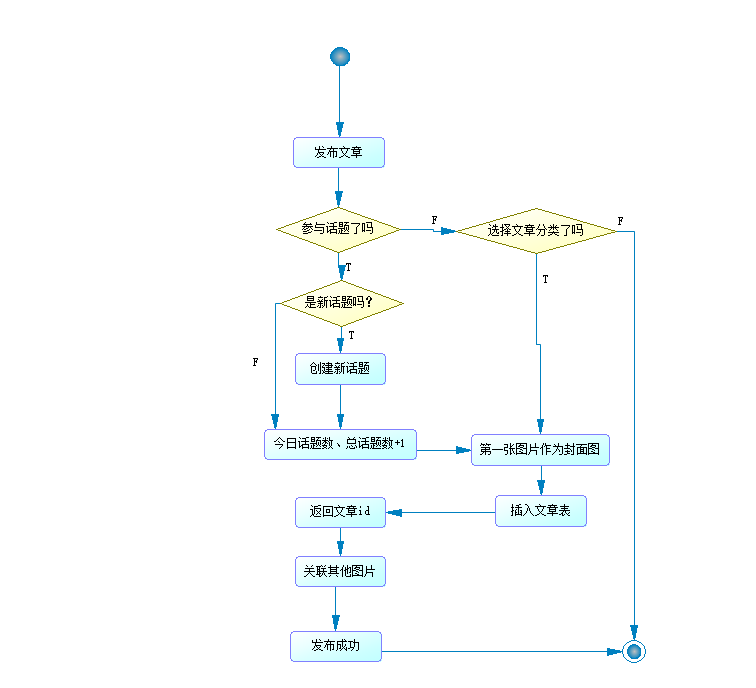 发布文章
参与话题了吗
F
选择文章分类了吗
F
T
是新话题吗?
T
T
F
创建新话题
今日话题数、总话题数+1
第一张图片作为封面图
返回文章id
插入文章表
关联其他图片
发布成功